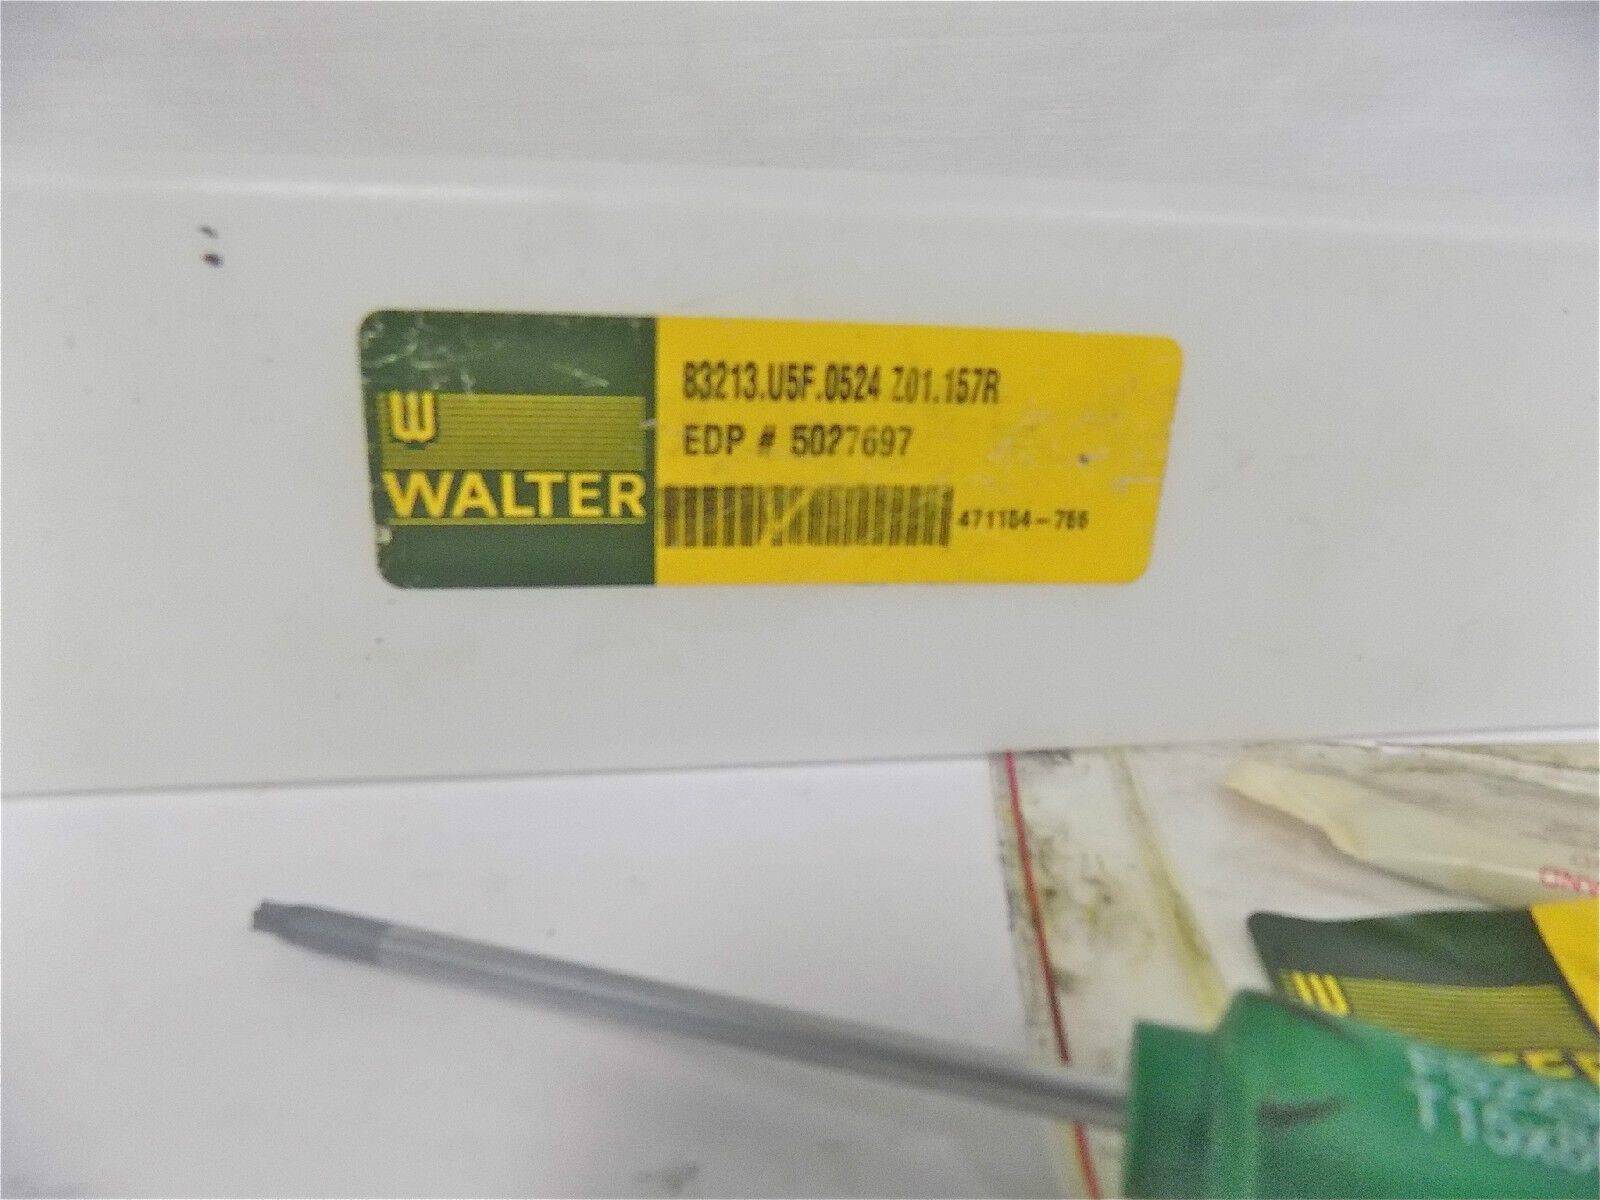 B3213.U5F.0524 Z01.157R
EDP # 5027697
W
WALTER
471104-766
W